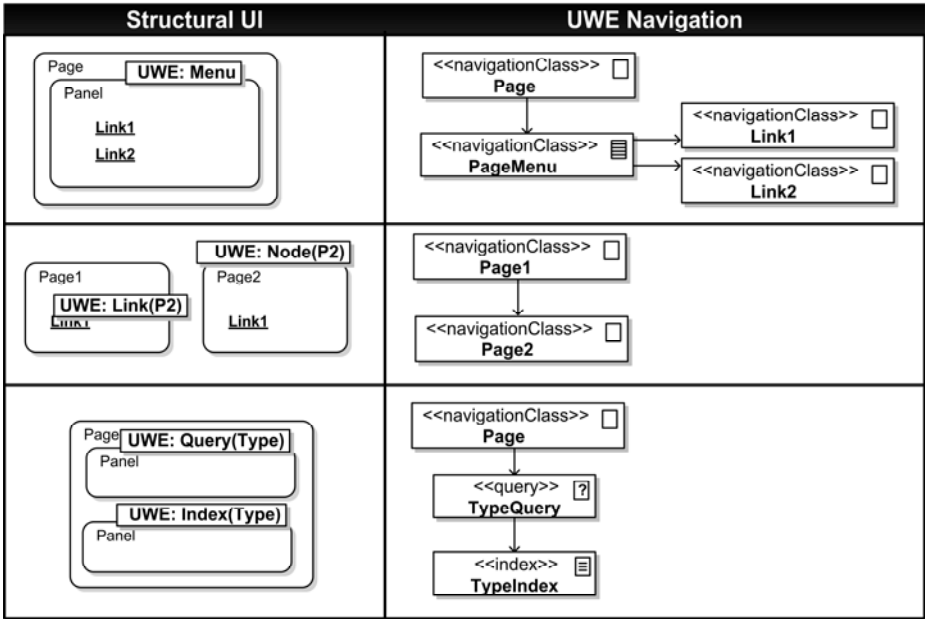 Structural UI
UWE Navigation
Page
UWE: Menu
Panel
Link1
Link2
<<navigationClass>>
Page
<<navigationClass>>
PageMenu
<<navigationClass>>
Link1
<<navigationClass>>
Link2
Page1
UWE: Link(P2)
Link1
UWE: Node(P2)
Page2
Link1
<<navigationClass>>
Page1
<<navigationClass>>
Page2
Page
UWE: Query(Type)
Panel
UWE: Index(Type)
Panel
<<navigationClass>>
Page
<<query>>
?
TypeQuery
<<index>>
TypeIndex